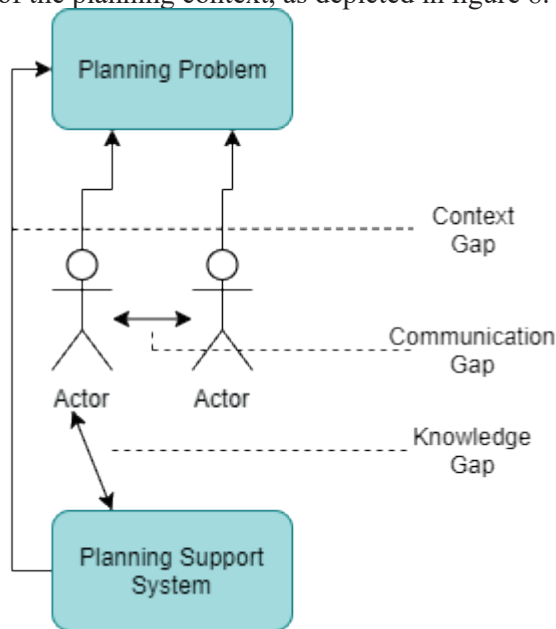 of the planning context, as depicted in figure 6.
Planning Problem
Context
Gap
Communication
Gap
Actor
Actor
Knowledge
Gap
Planning Support
System